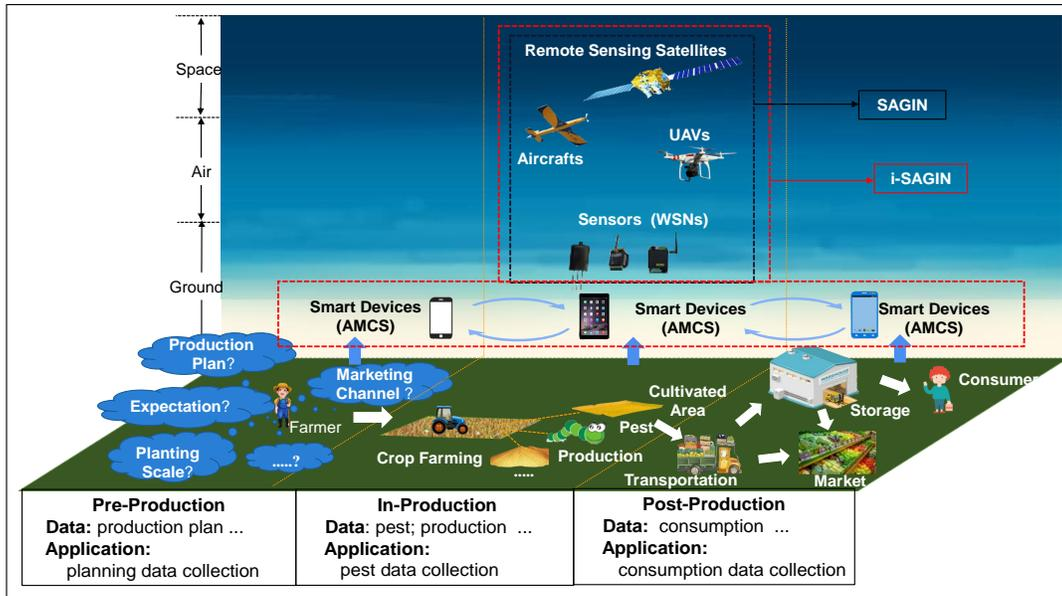 Space
Remote Sensing Satellites
SAGIN
Aircrafts
UAVs
Air
i-SAGIN
Sensors (WSNs)
Ground
Smart Devices
(AMCS)
Smart Devices
(AMCS)
Smart Devices
(AMCS)
Production
Plan?
Marketing
Channel ?
Expectation?
Farmer
Planting
Scale?
.....?
Crop Farming
Cultivated
Area
Pest
Production
.....
Transportation
Storage
Consumer
Market
Pre-Production
Data: production plan ...
Application:
planning data collection
In-Production
Data: pest; production ...
Application:
pest data collection
Post-Production
Data: consumption ...
Application:
consumption data collection